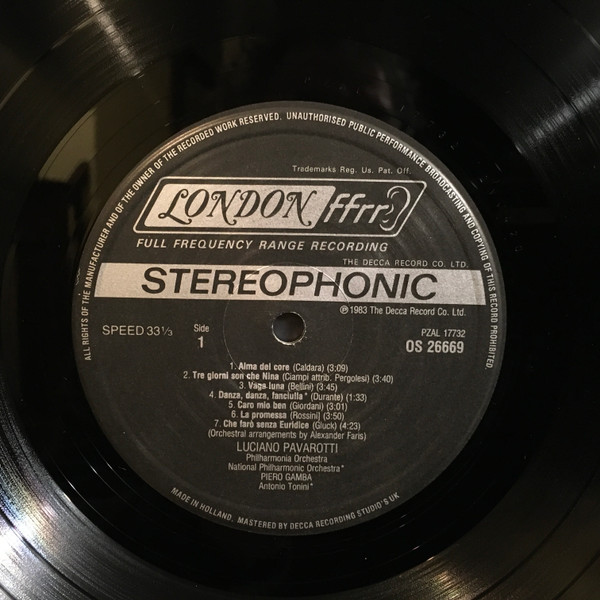 ALL RIGHTS OF THE MANUFACTURER AND OF THE OWNER OF THE RECORDED WORK RESERVED. UNAUTHORISED PUBLIC PERFORMANCE BROADCASTING AND COPYING OF THIS RECORD PROHIBITED.
Trademarks Reg. Us. Pat. Off.
LONDON ffrr
FULL FREQUENCY RANGE RECORDING
THE DECCA RECORD CO. LTD.
STEREOPHONIC
℗1983 The Decca Record Co. Ltd.
SPEED 33⅓ Side PZAL 17732
1 OS 26669
1. Alma del core (Caldara) (3:09)
2. Tre giorni son che Nina (Ciampi attrib. Pergolesi) (3:40)
3. Vaga luna (Bellini) (3:45)
4. Danza, danza, fanciulla* (Durante) (1:33)
5. Caro mio ben (Giordani) (3:01)
6. La promessa (Rossini) (3:50)
7. Che farò senza Euridice (Gluck) (4:23)
(Orchestral arrangements by Alexander Faris)
LUCIANO PAVAROTTI
Philharmonia Orchestra
National Philharmonic Orchestra*
PIERO GAMBA
Antonio Tonini*
MADE IN HOLLAND. MASTERED BY DECCA RECORDING STUDIO'S UK